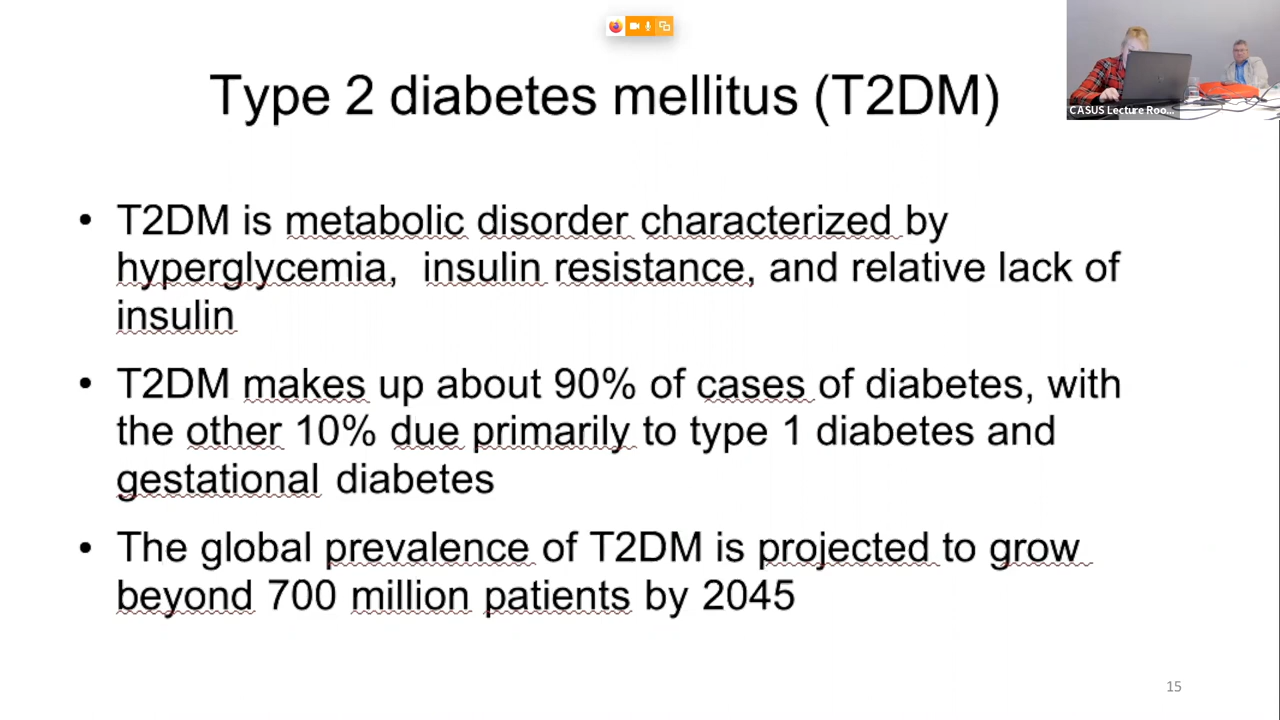 Type 2 diabetes mellitus (T2DM)
CASUS Lecture Roo...
• T2DM is metabolic disorder characterized by
hyperglycemia, insulin resistance, and relative lack of
insulin
• T2DM makes up about 90% of cases of diabetes, with
the other 10% due primarily to type 1 diabetes and
gestational diabetes
• The global prevalence of T2DM is projected to grow
beyond 700 million patients by 2045
15